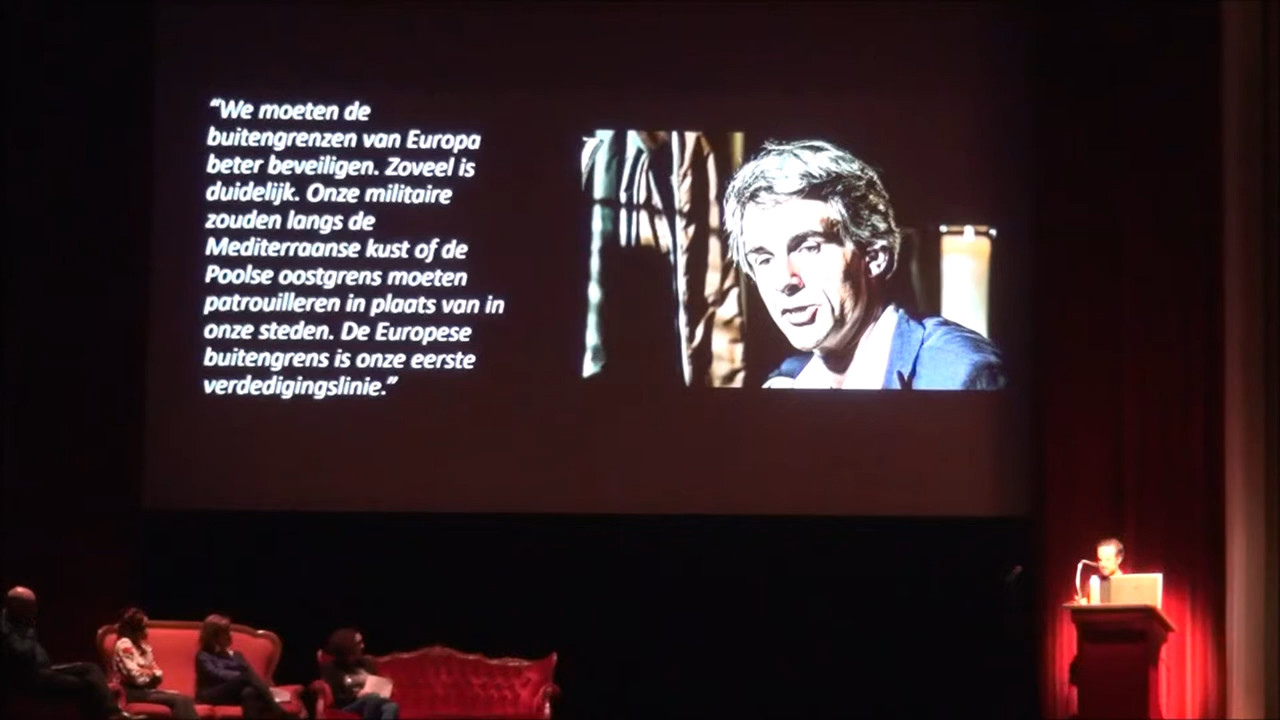 “We moeten de
buitengrenzen van Europa
beter beveiligen. Zoveel is
duidelijk. Onze militaire
zouden langs de
Mediterraanse kust of de
Poolse oostgrens moeten
patrouilleren in plaats van in
onze steden. De Europese
buitengrens is onze eerste
verdedigingslinie.”